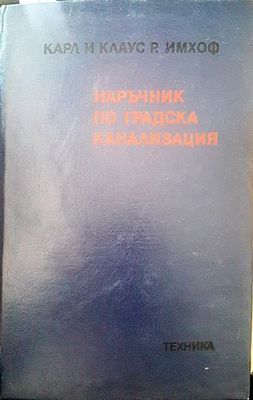 КАРЛ И КЛАУС Р. ИМХОФ
НАРЪЧНИК
ПО ГРАДСКА
КАНАЛИЗАЦИЯ
ТЕХНИКА